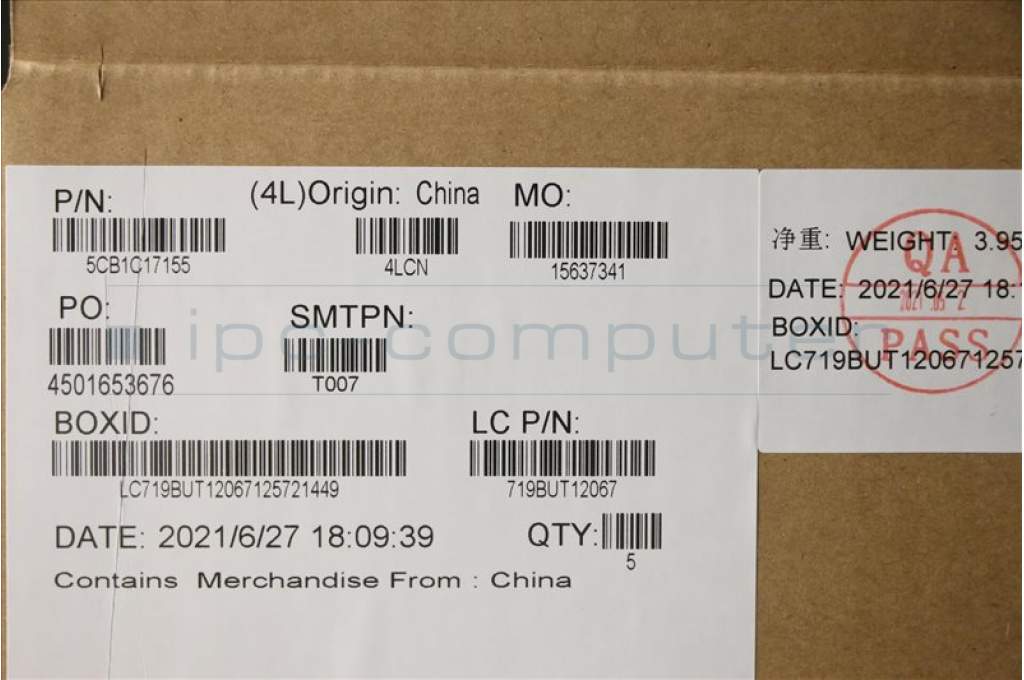 P/N:
(4L)Origin: China
MO:
5CB1C17155
4LCN
15637341
PO:
SMTPN:
4501653676
T007
BOXID:
LC P/N:
LC719BUT12067125721449
719BUT12067
DATE: 2021/6/27 18:09:39
QTY:
5
Contains Merchandise From : China
净重: WEIGHT: 3.95
DATE: 2021/6/27 18:
BOXID:
LC719BUT120671257
QA
PASS
ipc-computer